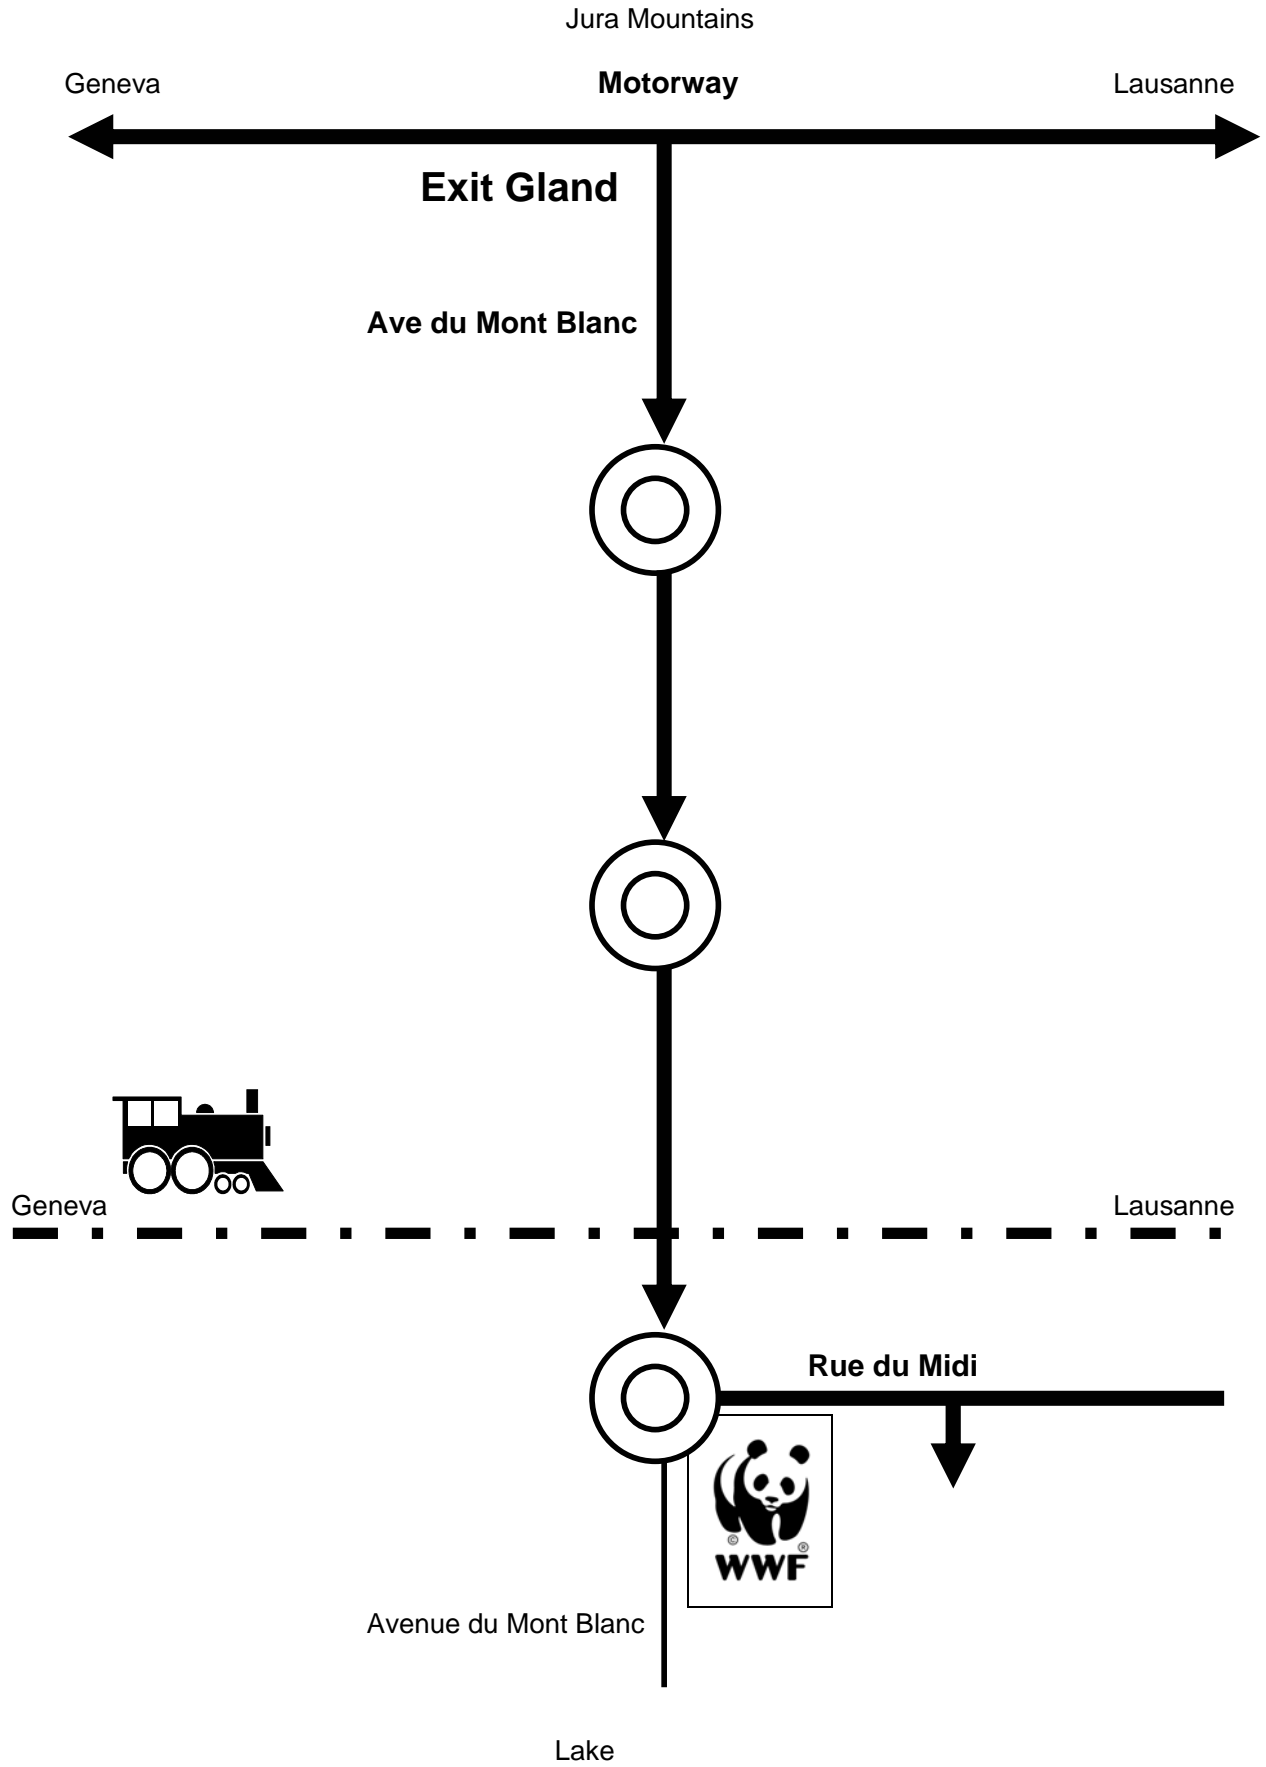 Jura Mountains
Geneva
Motorway
Lausanne
Exit Gland
Ave du Mont Blanc
Geneva
Lausanne
Rue du Midi
© ®
WWF
Avenue du Mont Blanc
Lake